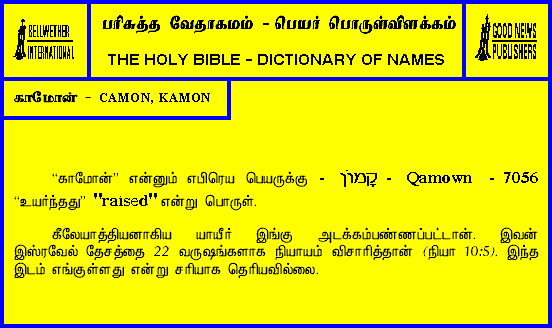 BELLWETHER
INTERNATIONAL
பரிசுத்த வேதாகமம் - பெயர் பொருள்விளக்கம்
THE HOLY BIBLE - DICTIONARY OF NAMES
GOOD NEWS
PUBLISHERS
காமோன் - CAMON, KAMON
“காமோன்” என்னும் எபிரெய பெயருக்கு - קָמוֹן - Qamown - 7056
“உயர்ந்தது” "raised" என்று பொருள்.
கீலேயாத்தியனாகிய யாயீர் இங்கு அடக்கம்பண்ணப்பட்டான். இவன்
இஸ்ரவேல் தேசத்தை 22 வருஷங்களாக நியாயம் விசாரித்தான் (நியா 10:5). இந்த
இடம் எங்குள்ளது என்று சரியாக தெரியவில்லை.